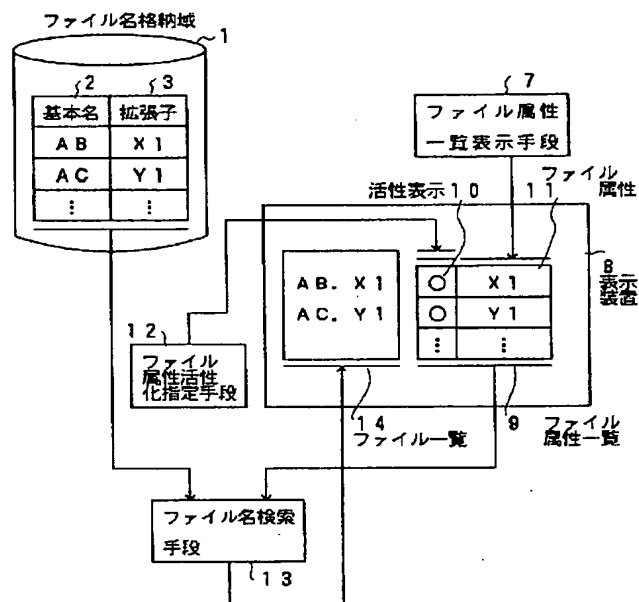 ファイル名格納域
1
2 3
基本名 拡張子
AB X1
AC Y1
⋮ ⋮
7
ファイル属性
一覧表示手段
活性表示10
11ファイル
属性
8
表示
装置
AB. X1
AC. Y1
○ X1
○ Y1
⋮ ⋮
12
ファイル
属性活性
化指定手段
14
ファイル一覧
9
ファイル
属性一覧
ファイル名検索
手段
13